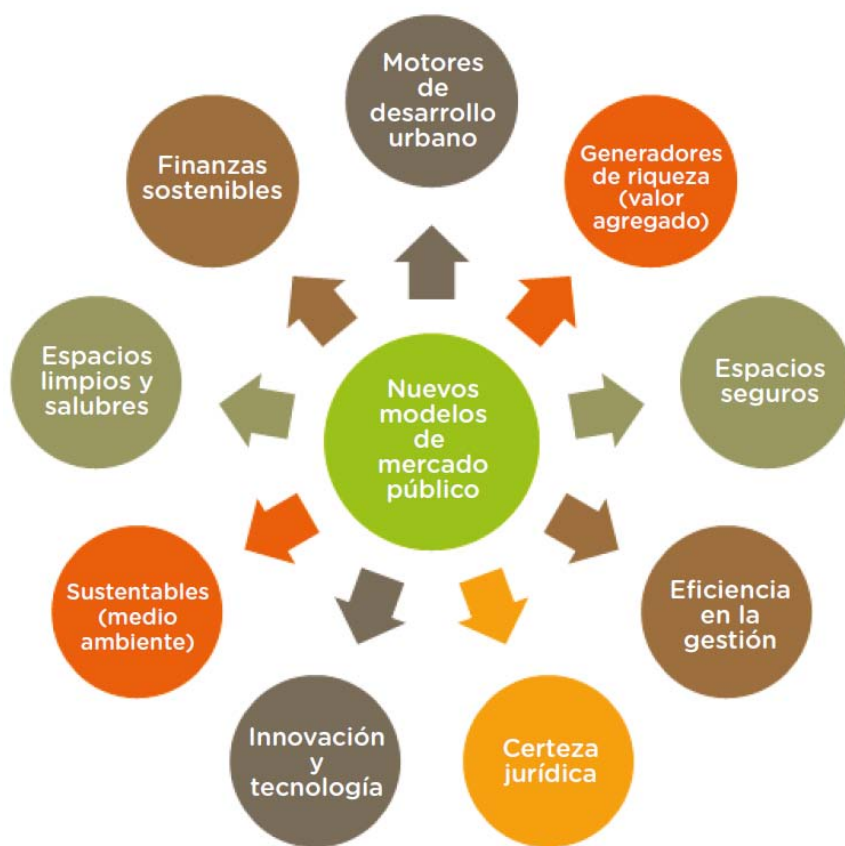 Motores
de
desarrollo
urbano
Generadores
de riqueza
(valor
agregado)
Espacios
seguros
Eficiencia
en la
gestión
Certeza
jurídica
Innovación
y
tecnología
Sustentables
(medio
ambiente)
Espacios
limpios y
salubres
Finanzas
sostenibles
Nuevos
modelos
de
mercado
público